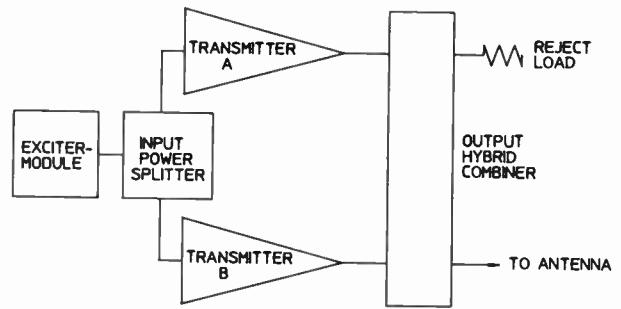 TRANSMITTER
A
REJECT
LOAD
EXCITER-
MODULE
INPUT
POWER
SPLITTER
OUTPUT
HYBRID
COMBINER
TRANSMITTER
B
TO ANTENNA